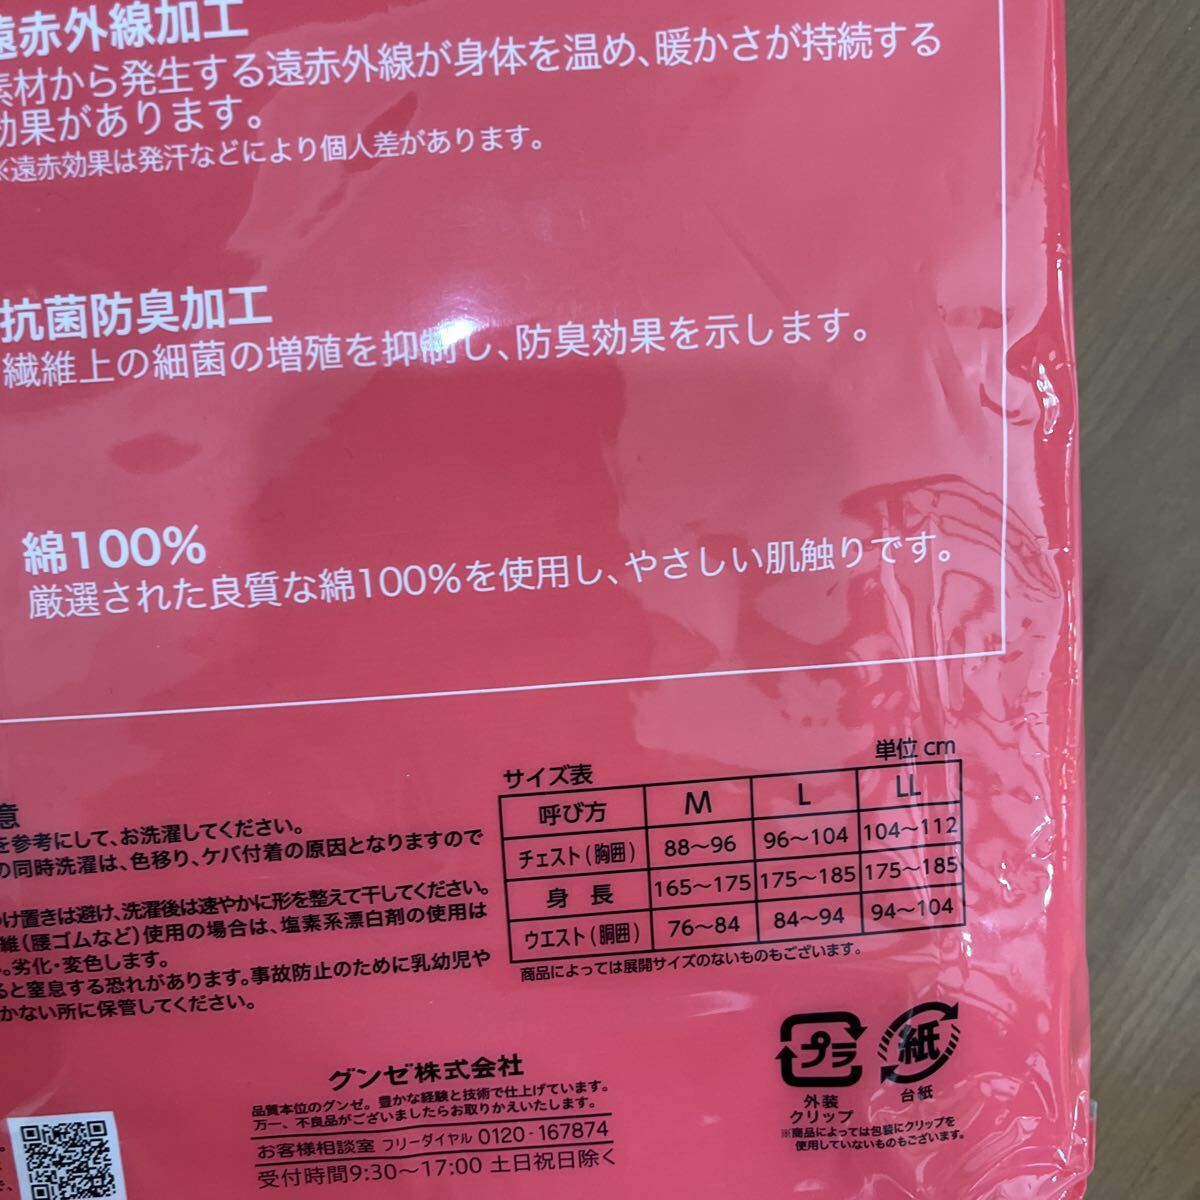 遠赤外線加工
素材から発生する遠赤外線が身体を温め、暖かさが持続する
効果があります。
※遠赤効果は発汗などにより個人差があります。
抗菌防臭加工
繊維上の細菌の増殖を抑制し、防臭効果を示します。
綿100%
厳選された良質な綿100%を使用し、やさしい肌触りです。
意
を参考にして、お洗濯してください。
の同時洗濯は、色移り、ケバ付着の原因となりますので
け置きは避け、洗濯後は速やかに形を整えて干してください。
維(腰ゴムなど)使用の場合は、塩素系漂白剤の使用は
。劣化・変色します。
ると窒息する恐れがあります。事故防止のために乳幼児や
かない所に保管してください。
サイズ表 単位 cm
呼び方 M L LL
チェスト(胸囲) 88〜96 96〜104 104〜112
身長 165〜175 175〜185 175〜185
ウエスト(胴囲) 76〜84 84〜94 94〜104
商品によっては展開サイズのないものもございます。
グンゼ株式会社
品質本位のグンゼ。豊かな経験と技術で仕上げています。
万一、不良品がございましたらお取りかえいたします。
お客様相談室 フリーダイヤル 0120-167874
受付時間9:30〜17:00 土日祝日除く
プラ
外装
クリップ
紙
台紙
※商品によっては包装にクリップを
使用していないものもございます。